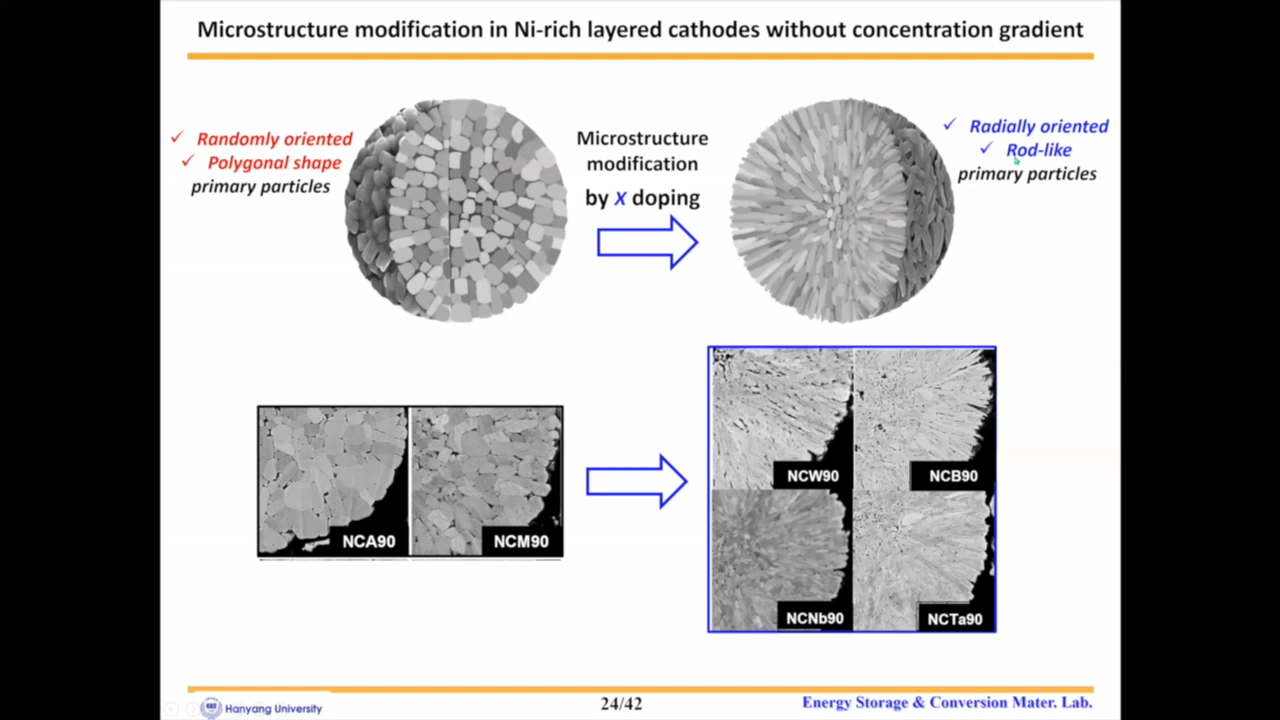 Microstructure modification in Ni-rich layered cathodes without concentration gradient
✓ Randomly oriented
✓ Polygonal shape
primary particles
Microstructure
modification
by X doping
✓ Radially oriented
✓ Rod-like
primary particles
NCA90
NCM90
NCW90
NCB90
NCNb90
NCTa90
Hanyang University
24/42
Energy Storage & Conversion Mater. Lab.